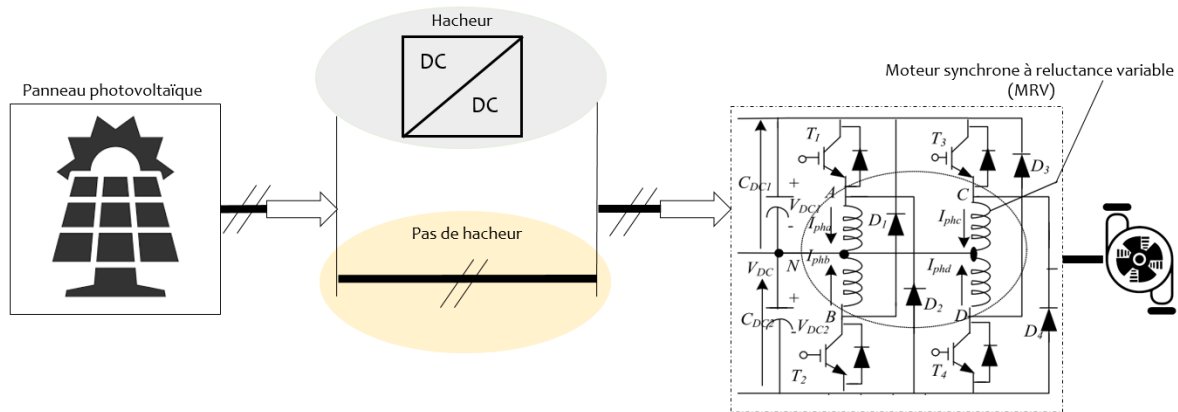 Hacheur
DC
DC
Panneau photovoltaïque
Pas de hacheur
Moteur synchrone à reluctance variable
(MRV)
T1
T3
D3
CDC1
+
VDC1
-
A
C
D1
Ipha
Iphc
VDC
N
Iphb
Iphd
D2
CDC2
+
-VDC2
B
D
D4
T2
T4